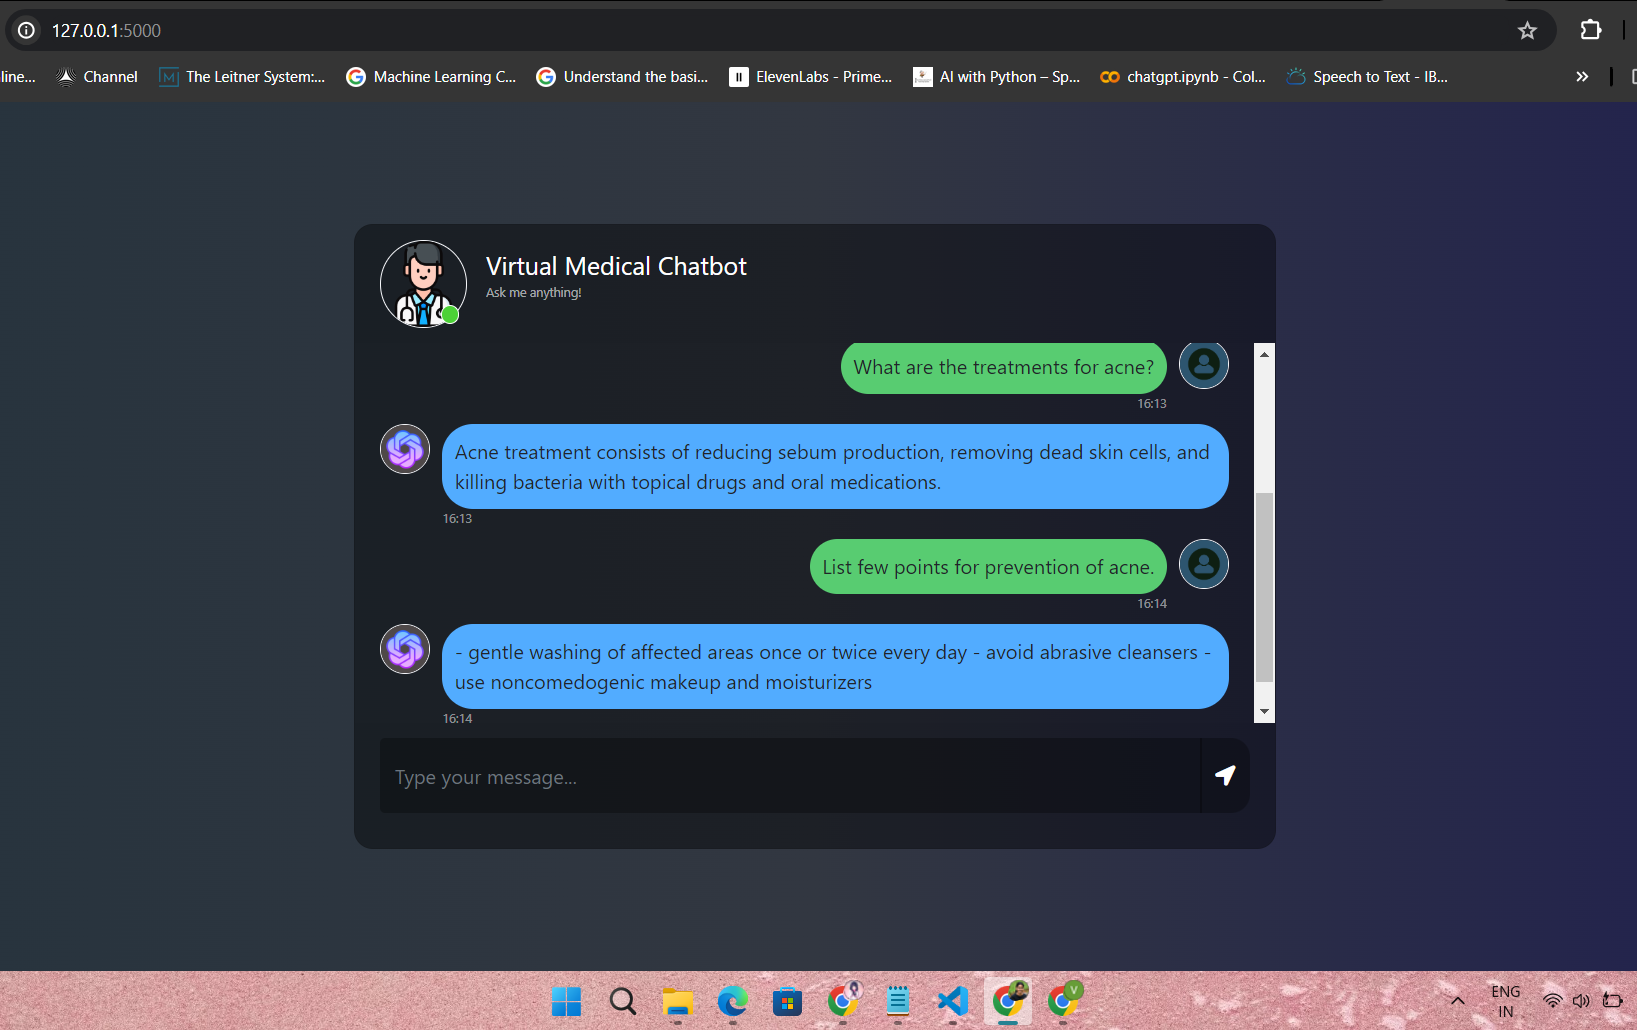 127.0.0.1:5000
line...
Channel
The Leitner System:...
Machine Learning C...
Understand the basi...
ElevenLabs - Prime...
AI with Python – Sp...
chatgpt.ipynb - Col...
Speech to Text - IB...
Virtual Medical Chatbot
Ask me anything!
What are the treatments for acne?
16:13
Acne treatment consists of reducing sebum production, removing dead skin cells, and
killing bacteria with topical drugs and oral medications.
16:13
List few points for prevention of acne.
16:14
- gentle washing of affected areas once or twice every day - avoid abrasive cleansers -
use noncomedogenic makeup and moisturizers
16:14
Type your message...
V
ENG
IN